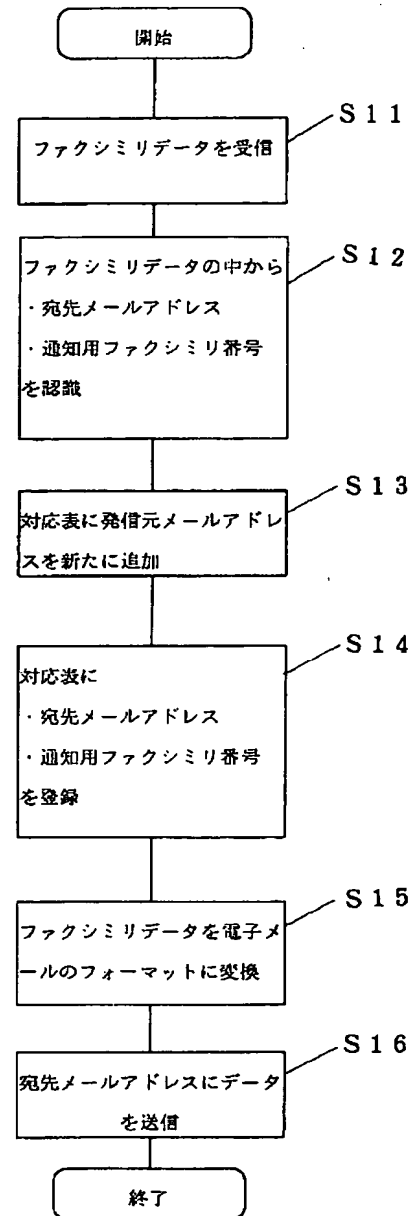 開始
S11
ファクシミリデータを受信
S12
ファクシミリデータの中から
・宛先メールアドレス
・通知用ファクシミリ番号
を認識
S13
対応表に発信元メールアドレ
スを新たに追加
S14
対応表に
・宛先メールアドレス
・通知用ファクシミリ番号
を登録
S15
ファクシミリデータを電子メ
ールのフォーマットに変換
S16
宛先メールアドレスにデータ
を送信
終了